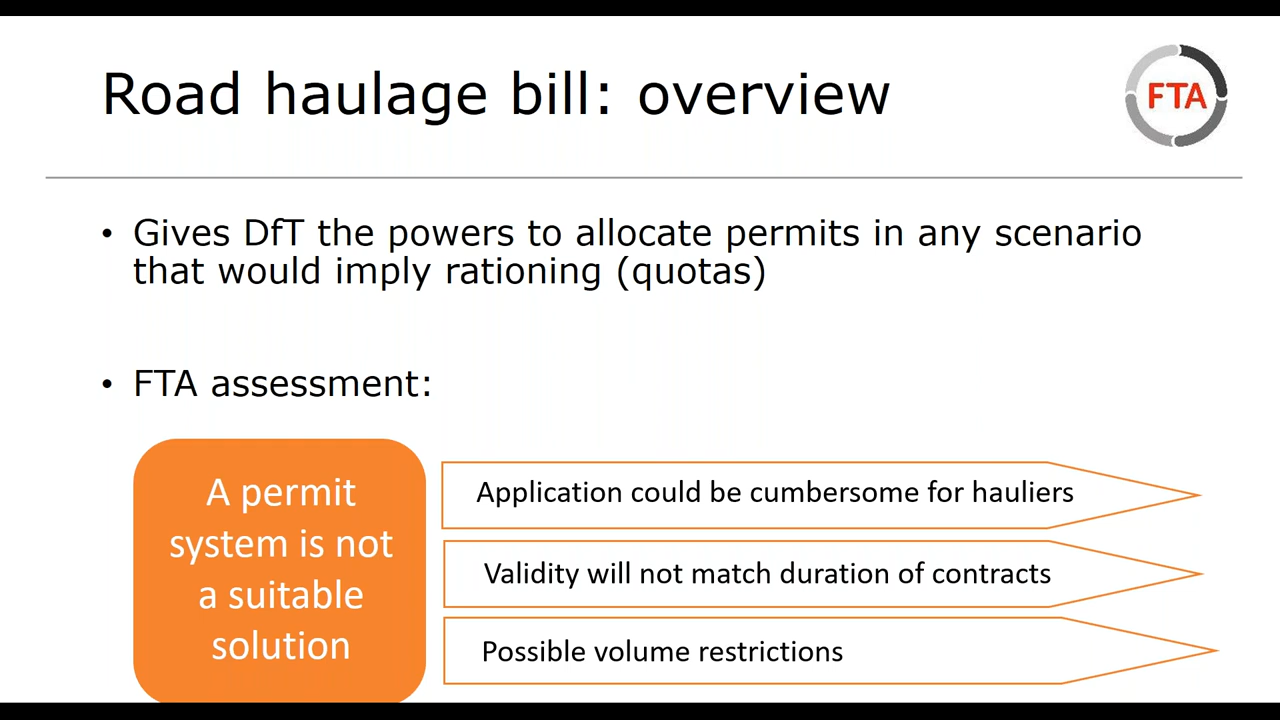 Road haulage bill: overview
FTA
• Gives DfT the powers to allocate permits in any scenario
that would imply rationing (quotas)
• FTA assessment:
A permit
system is not
a suitable
solution
Application could be cumbersome for hauliers
Validity will not match duration of contracts
Possible volume restrictions